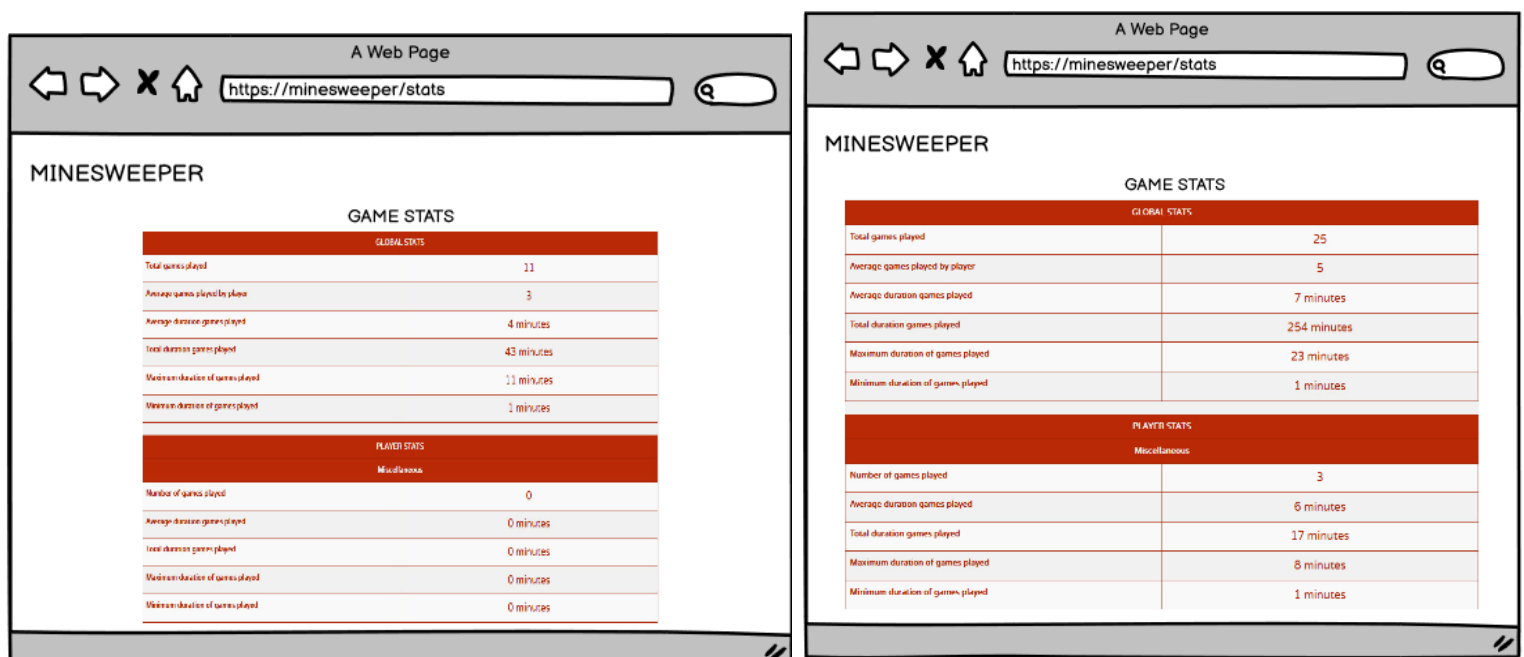 A Web Page
https://minesweeper/stats
MINESWEEPER
GAME STATS
GLOBAL STATS
Total games played 11
Average games played by player 3
Average duration games played 4 minutes
Total duration games played 43 minutes
Maximum duration of games played 11 minutes
Minimum duration of games played 1 minutes
PLAYER STATS
Miscellaneous
Number of games played 0
Average duration games played 0 minutes
Total duration games played 0 minutes
Maximum duration of games played 0 minutes
Minimum duration of games played 0 minutes
A Web Page
https://minesweeper/stats
MINESWEEPER
GAME STATS
GLOBAL STATS
Total games played 25
Average games played by player 5
Average duration games played 7 minutes
Total duration games played 254 minutes
Maximum duration of games played 23 minutes
Minimum duration of games played 1 minutes
PLAYER STATS
Miscellaneous
Number of games played 3
Average duration games played 6 minutes
Total duration games played 17 minutes
Maximum duration of games played 8 minutes
Minimum duration of games played 1 minutes